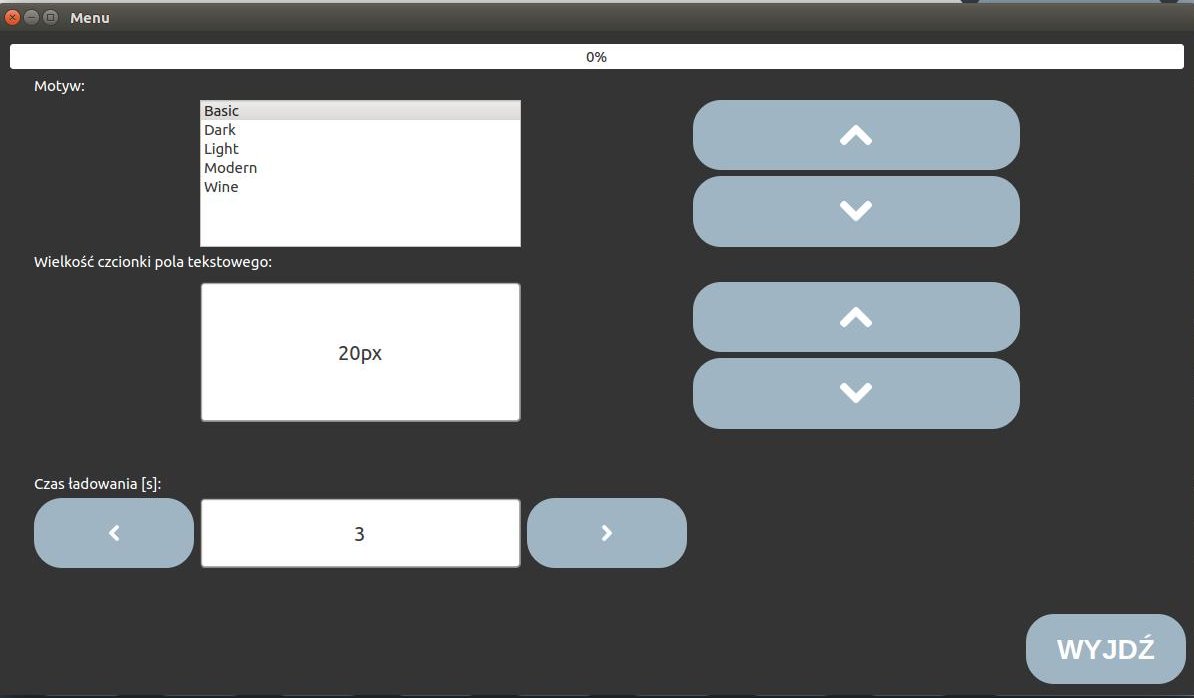 Menu
0%
Motyw:
Basic
Dark
Light
Modern
Wine
Wielkość czcionki pola tekstowego:
20px
Czas ładowania [s]:
3
WYJDŹ